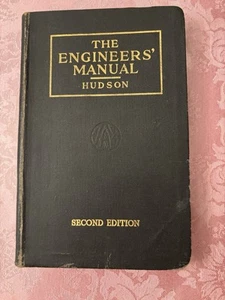 THE
ENGINEERS'
MANUAL
HUDSON
SECOND EDITION